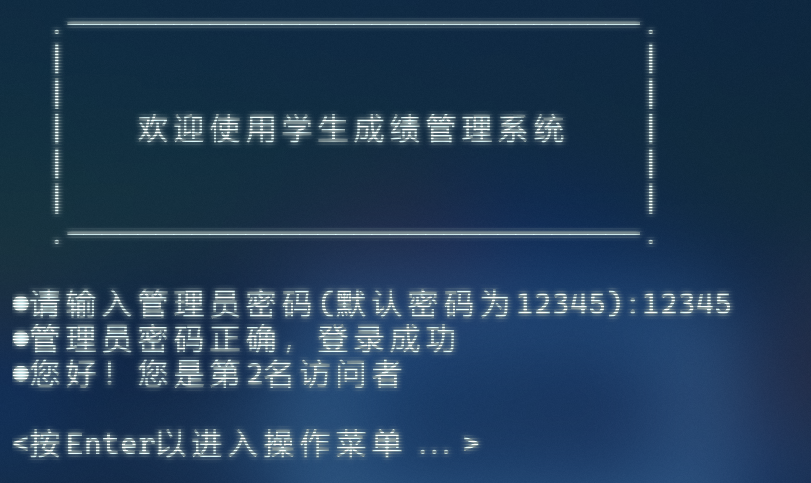 欢迎使用学生成绩管理系统
●请输入管理员密码(默认密码为12345):12345
●管理员密码正确，登录成功
●您好！您是第2名访问者
<按Enter以进入操作菜单 ...>